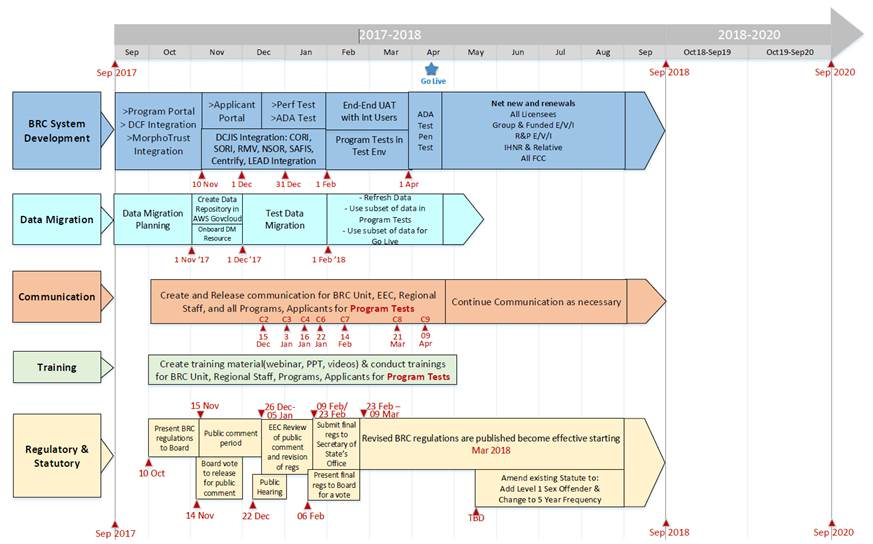 2017-2018
2018-2020
Sep
Oct
Nov
Dec
Jan
Feb
Mar
Apr
May
Jun
Jul
Aug
Sep
Oct18-Sep19
Oct19-Sep20
Sep 2017
Go Live
Sep 2018
Sep 2020
BRC System
Development
>Program Portal
> DCF Integration
>MorphoTrust
Integration
>Applicant
Portal
>Perf Test
>ADA Test
DCJIS Integration: CORI,
SORI, RMV, NSOR, SAFIS,
Centrify, LEAD Integration
End-End UAT
with Int Users
Program Tests in
Test Env
ADA
Test
Pen
Test
Net new and renewals
All Licensees
Group & Funded E/V/I
R&P E/V/I
IHNR & Relative
All FCC
10 Nov
1 Dec
31 Dec
1 Feb
1 Apr
Data Migration
Data Migration
Planning
Create Data
Repository in
AWS Govcloud
Onboard DM
Resource
Test Data
Migration
- Refresh Data
- Use subset of data in
Program Tests
- Use subset of data for
Go Live
1 Nov '17
1 Dec '17
1 Feb '18
Communication
Create and Release communication for BRC Unit, EEC, Regional
Staff, and all Programs, Applicants for Program Tests
Continue Communication as necessary
C2
C3
C4
C6
C7
C8
C9
15
Dec
3
Jan
16
Jan
22
Jan
14
Feb
21
Mar
09
Apr
Training
Create training material(webinar, PPT, videos) & conduct trainings
for BRC Unit, Regional Staff, Programs, Applicants for Program Tests
Regulatory &
Statutory
15 Nov
26 Dec-
05 Jan
09 Feb/
23 Feb
23 Feb –
09 Mar
Present BRC
regulations
to Board
Public comment
period
EEC Review
of public
comment and
revision
of regs
Submit final
regs to
Secretary of
State's
Office
Revised BRC regulations are published become effective starting
Mar 2018
Board vote
to release
for public
comment
Public
Hearing
Present final
regs to Board
for a vote
Amend existing Statute to:
Add Level 1 Sex Offender &
Change to 5 Year Frequency
10 Oct
14 Nov
22 Dec
06 Feb
TBD
Sep 2017
Sep 2018
Sep 2020